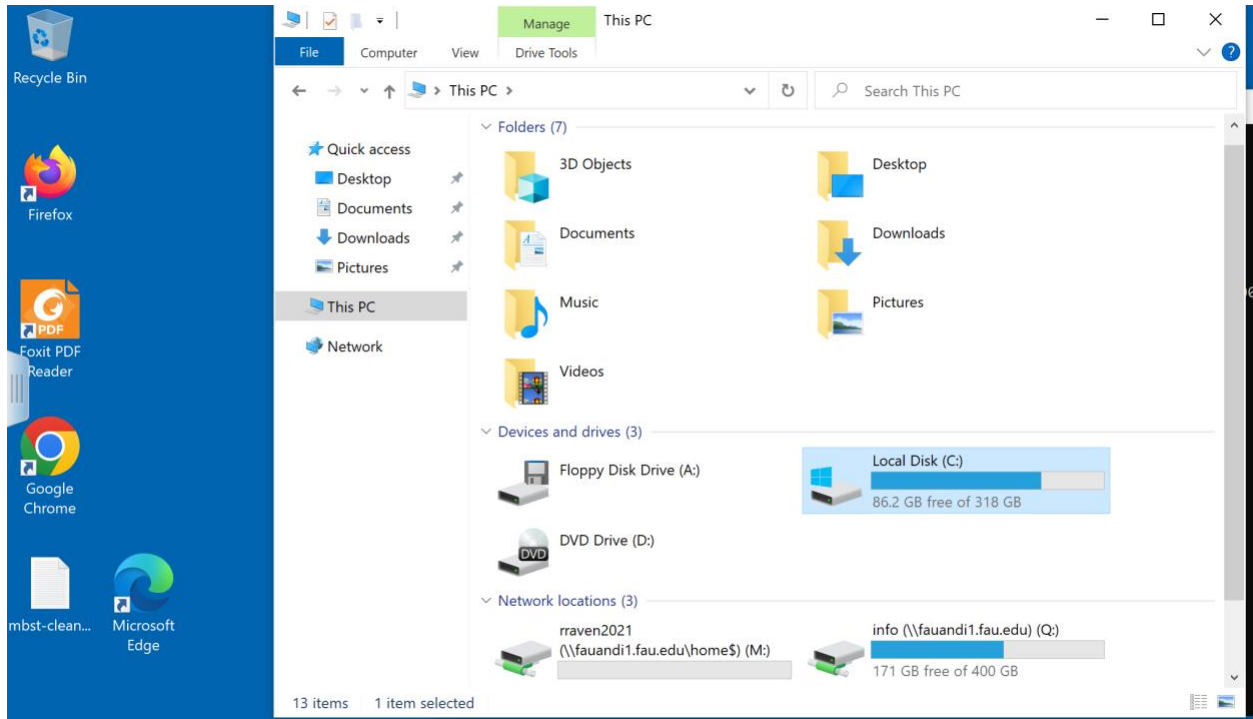 Recycle Bin
Firefox
PDF
Foxit PDF
Reader
Google
Chrome
mbst-clean...
Microsoft
Edge
Manage
This PC
File
Computer
View
Drive Tools
?
This PC
Search This PC
Quick access
Desktop
Documents
Downloads
Pictures
This PC
Network
Folders (7)
3D Objects
Desktop
Documents
Downloads
Music
Pictures
Videos
Devices and drives (3)
Floppy Disk Drive (A:)
Local Disk (C:)
86.2 GB free of 318 GB
DVD
DVD Drive (D:)
Network locations (3)
rraven2021
(\\fauandi1.fau.edu\home$) (M:)
info (\\fauandi1.fau.edu) (Q:)
171 GB free of 400 GB
13 items
1 item selected